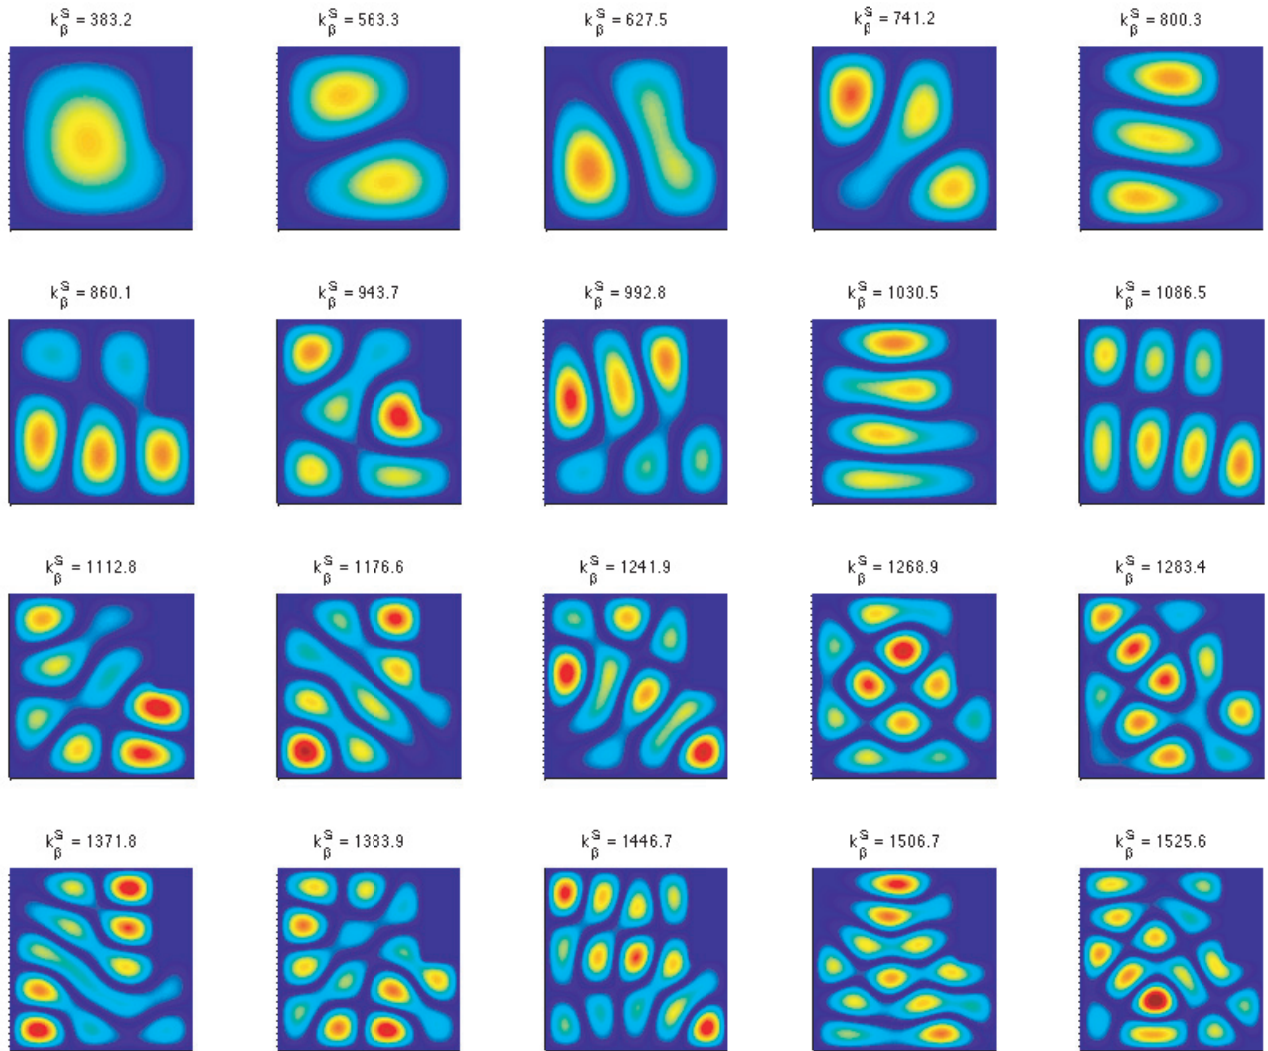 k_β^S = 383.2
k_β^S = 563.3
k_β^S = 627.5
k_β^S = 741.2
k_β^S = 800.3
k_β^S = 860.1
k_β^S = 943.7
k_β^S = 992.8
k_β^S = 1030.5
k_β^S = 1086.5
k_β^S = 1112.8
k_β^S = 1176.6
k_β^S = 1241.9
k_β^S = 1268.9
k_β^S = 1283.4
k_β^S = 1371.8
k_β^S = 1383.9
k_β^S = 1446.7
k_β^S = 1506.7
k_β^S = 1525.6